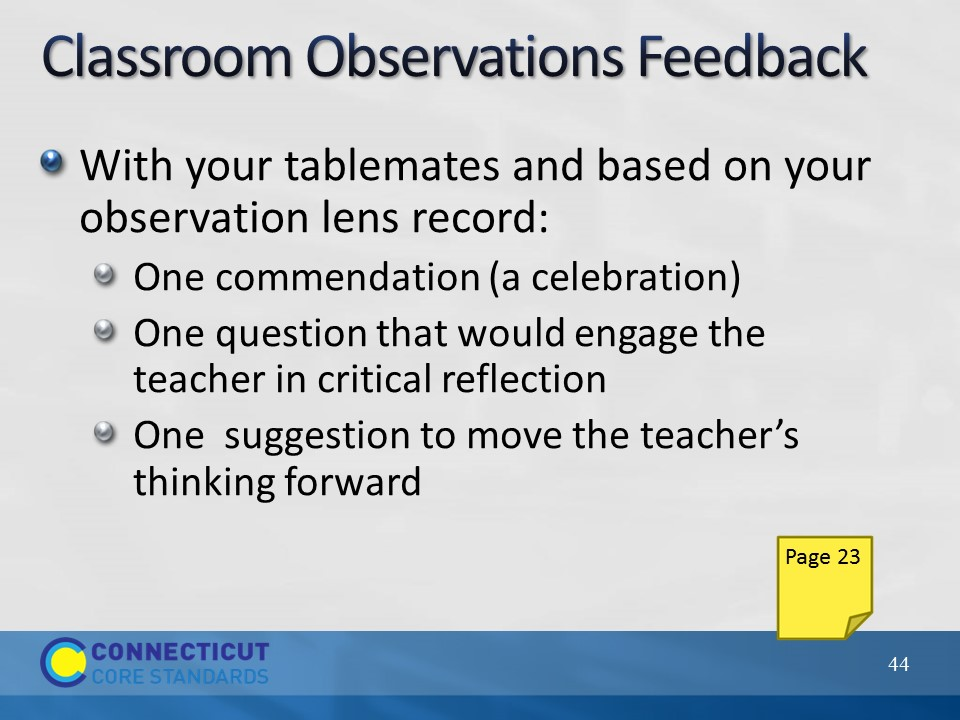 Classroom Observations Feedback
With your tablemates and based on your
observation lens record:
One commendation (a celebration)
One question that would engage the
teacher in critical reflection
One  suggestion to move the teacher’s
thinking forward
Page 23
CONNECTICUT
CORE STANDARDS
44